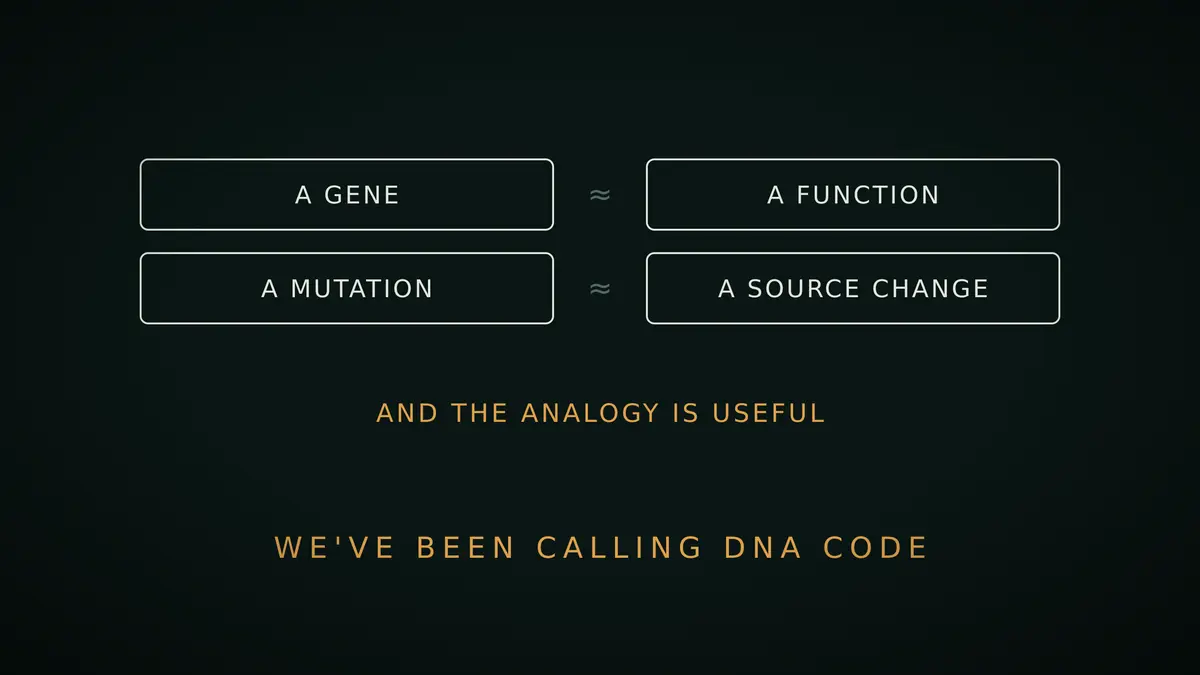 A GENE ≈ A FUNCTION
A MUTATION ≈ A SOURCE CHANGE
AND THE ANALOGY IS USEFUL
WE'VE BEEN CALLING DNA CODE